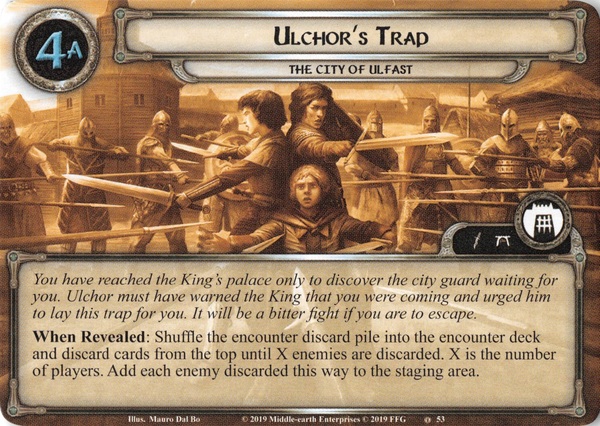 4A
ULCHOR'S TRAP
THE CITY OF ULFAST
You have reached the King's palace only to discover the city guard waiting for
you. Ulchor must have warned the King that you were coming and urged him
to lay this trap for you. It will be a bitter fight if you are to escape.
When Revealed: Shuffle the encounter discard pile into the encounter deck
and discard cards from the top until X enemies are discarded. X is the number
of players. Add each enemy discarded this way to the staging area.
Illus. Mauro Dal Bo © 2019 Middle-earth Enterprises © 2019 FFG 53